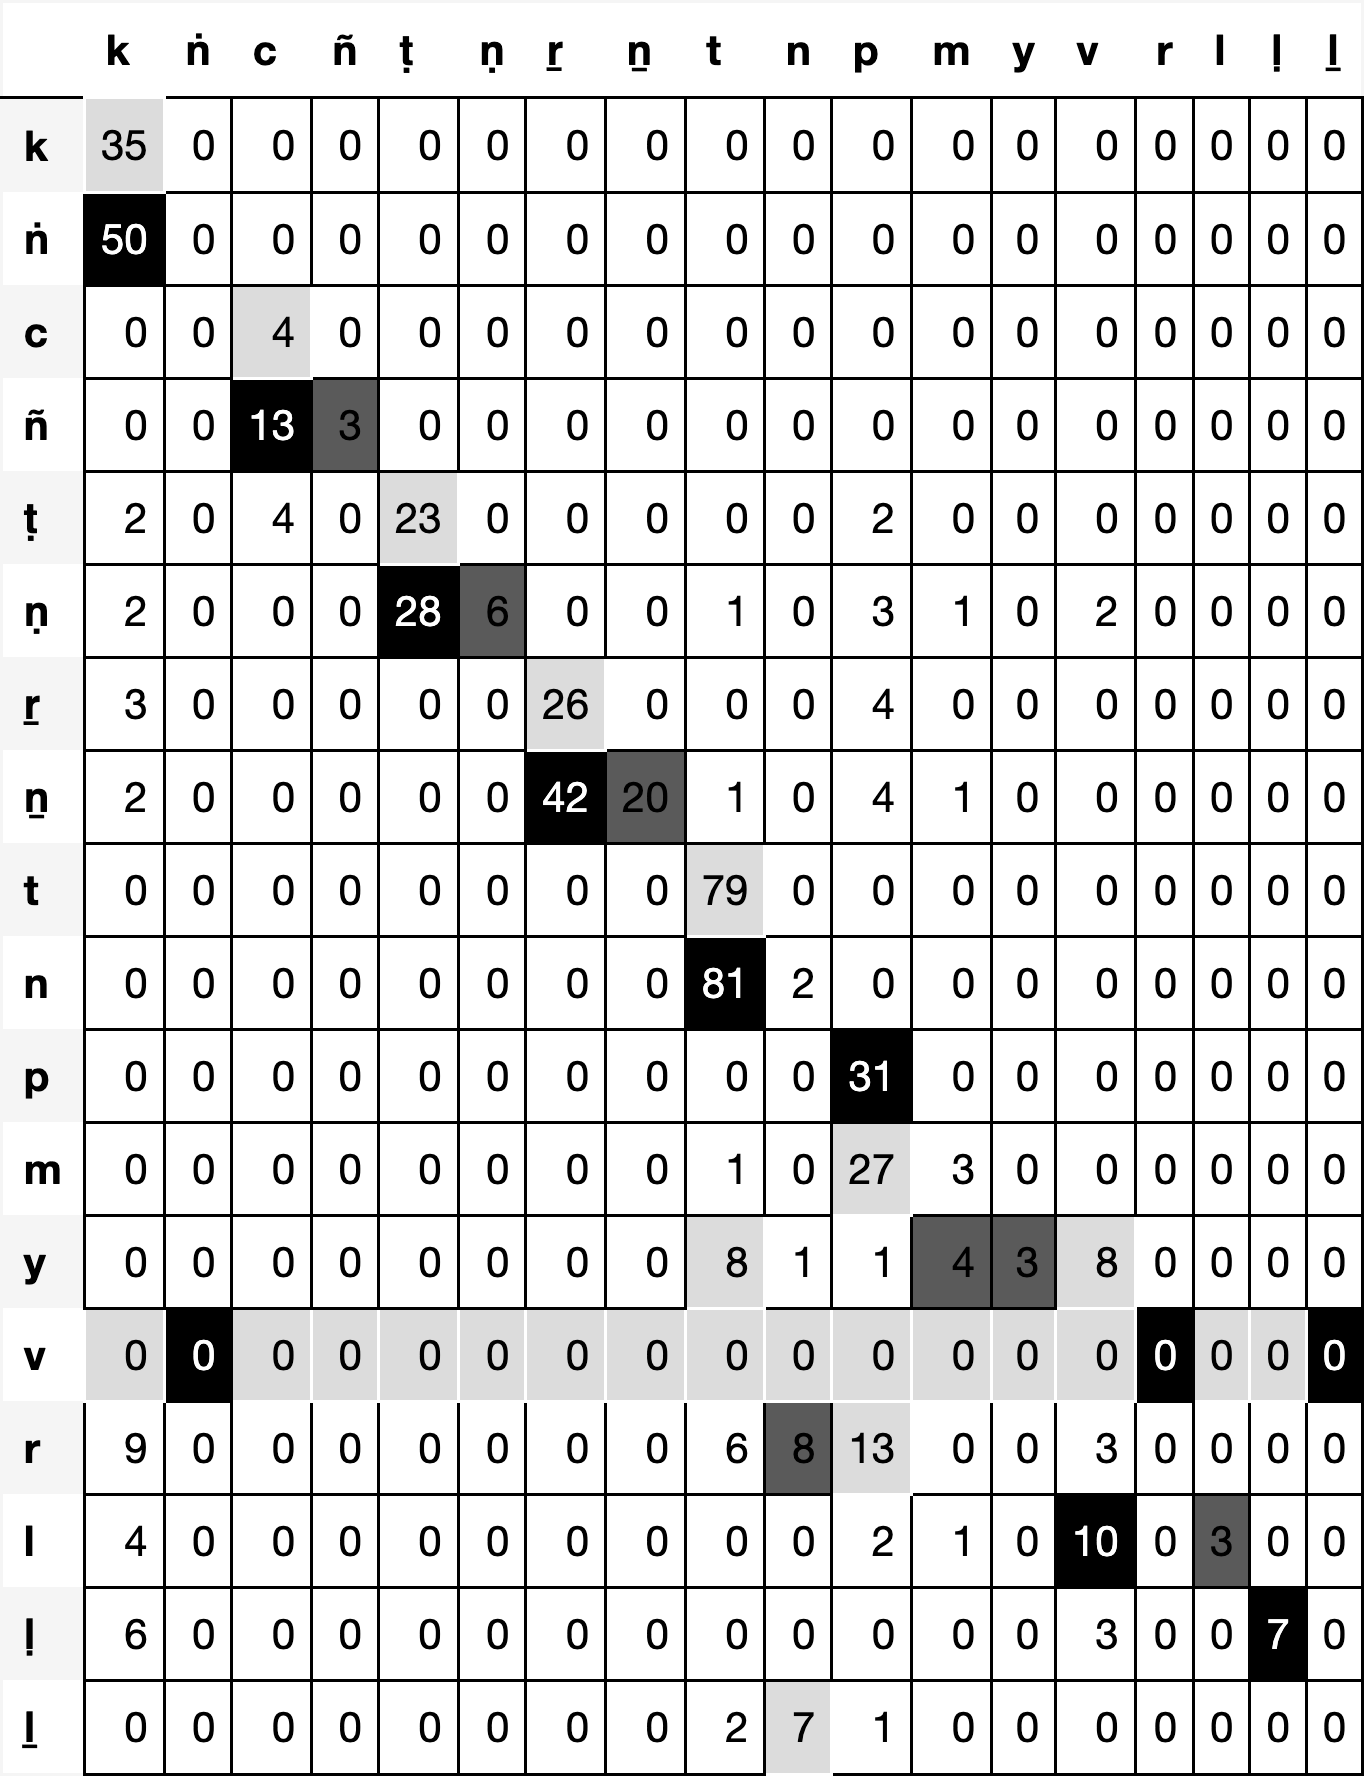 k ṅ c ñ ṭ ṇ ṟ ṉ t n p m y v r l ḷ ḻ
k 35 0 0 0 0 0 0 0 0 0 0 0 0 0 0 0 0 0
ṅ 50 0 0 0 0 0 0 0 0 0 0 0 0 0 0 0 0 0
c 0 0 4 0 0 0 0 0 0 0 0 0 0 0 0 0 0 0
ñ 0 0 13 3 0 0 0 0 0 0 0 0 0 0 0 0 0 0
ṭ 2 0 4 0 23 0 0 0 0 0 2 0 0 0 0 0 0 0
ṇ 2 0 0 0 28 6 0 0 1 0 3 1 0 2 0 0 0 0
ṟ 3 0 0 0 0 0 26 0 0 0 4 0 0 0 0 0 0 0
ṉ 2 0 0 0 0 0 42 20 1 0 4 1 0 0 0 0 0 0
t 0 0 0 0 0 0 0 0 79 0 0 0 0 0 0 0 0 0
n 0 0 0 0 0 0 0 0 81 2 0 0 0 0 0 0 0 0
p 0 0 0 0 0 0 0 0 0 0 31 0 0 0 0 0 0 0
m 0 0 0 0 0 0 0 0 1 0 27 3 0 0 0 0 0 0
y 0 0 0 0 0 0 0 0 8 1 1 4 3 8 0 0 0 0
v 0 0 0 0 0 0 0 0 0 0 0 0 0 0 0 0 0 0
r 9 0 0 0 0 0 0 0 6 8 13 0 0 3 0 0 0 0
l 4 0 0 0 0 0 0 0 0 0 2 1 0 10 0 3 0 0
ḷ 6 0 0 0 0 0 0 0 0 0 0 0 0 3 0 0 7 0
ḻ 0 0 0 0 0 0 0 0 2 7 1 0 0 0 0 0 0 0